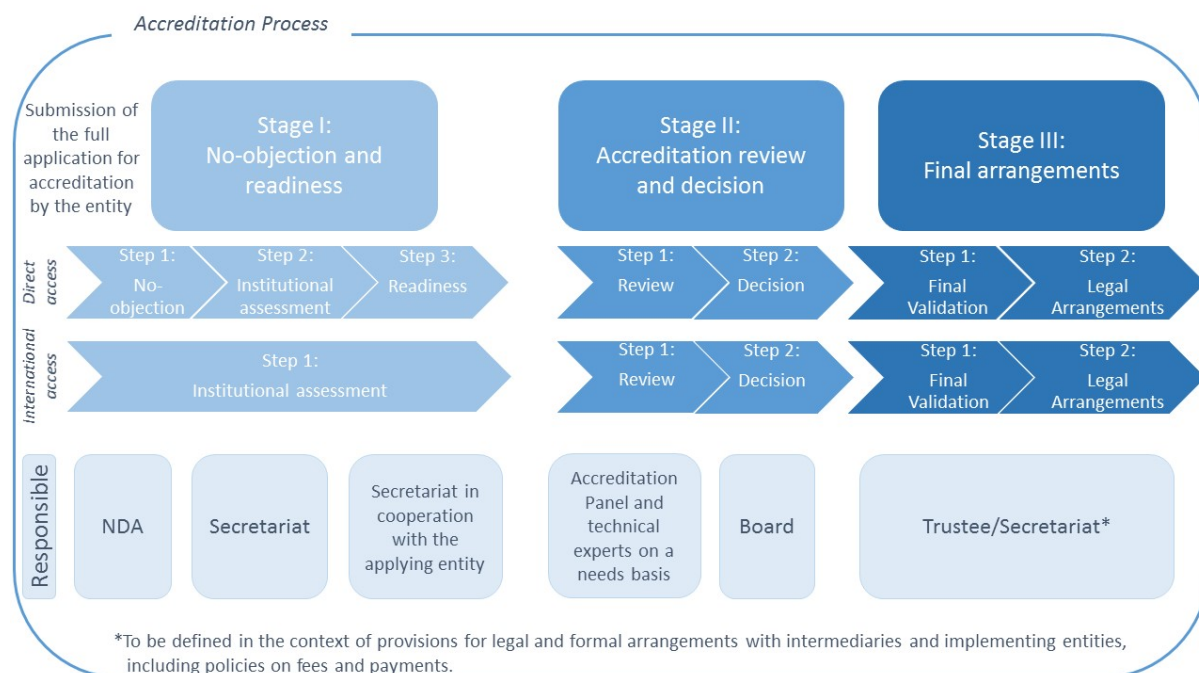 Accreditation Process
Submission of
the full
application for
accreditation
by the entity
Stage I:
No-objection and
readiness
Stage II:
Accreditation review
and decision
Stage III:
Final arrangements
Direct
access
Step 1:
No-
objection
Step 2:
Institutional
assessment
Step 3:
Readiness
Step 1:
Review
Step 2:
Decision
Step 1:
Final
Validation
Step 2:
Legal
Arrangements
International
access
Step 1:
Institutional assessment
Step 1:
Review
Step 2:
Decision
Step 1:
Final
Validation
Step 2:
Legal
Arrangements
Responsible
NDA
Secretariat
Secretariat in
cooperation
with the
applying entity
Accreditation
Panel and
technical
experts on a
needs basis
Board
Trustee/Secretariat*
*To be defined in the context of provisions for legal and formal arrangements with intermediaries and implementing entities,
including policies on fees and payments.